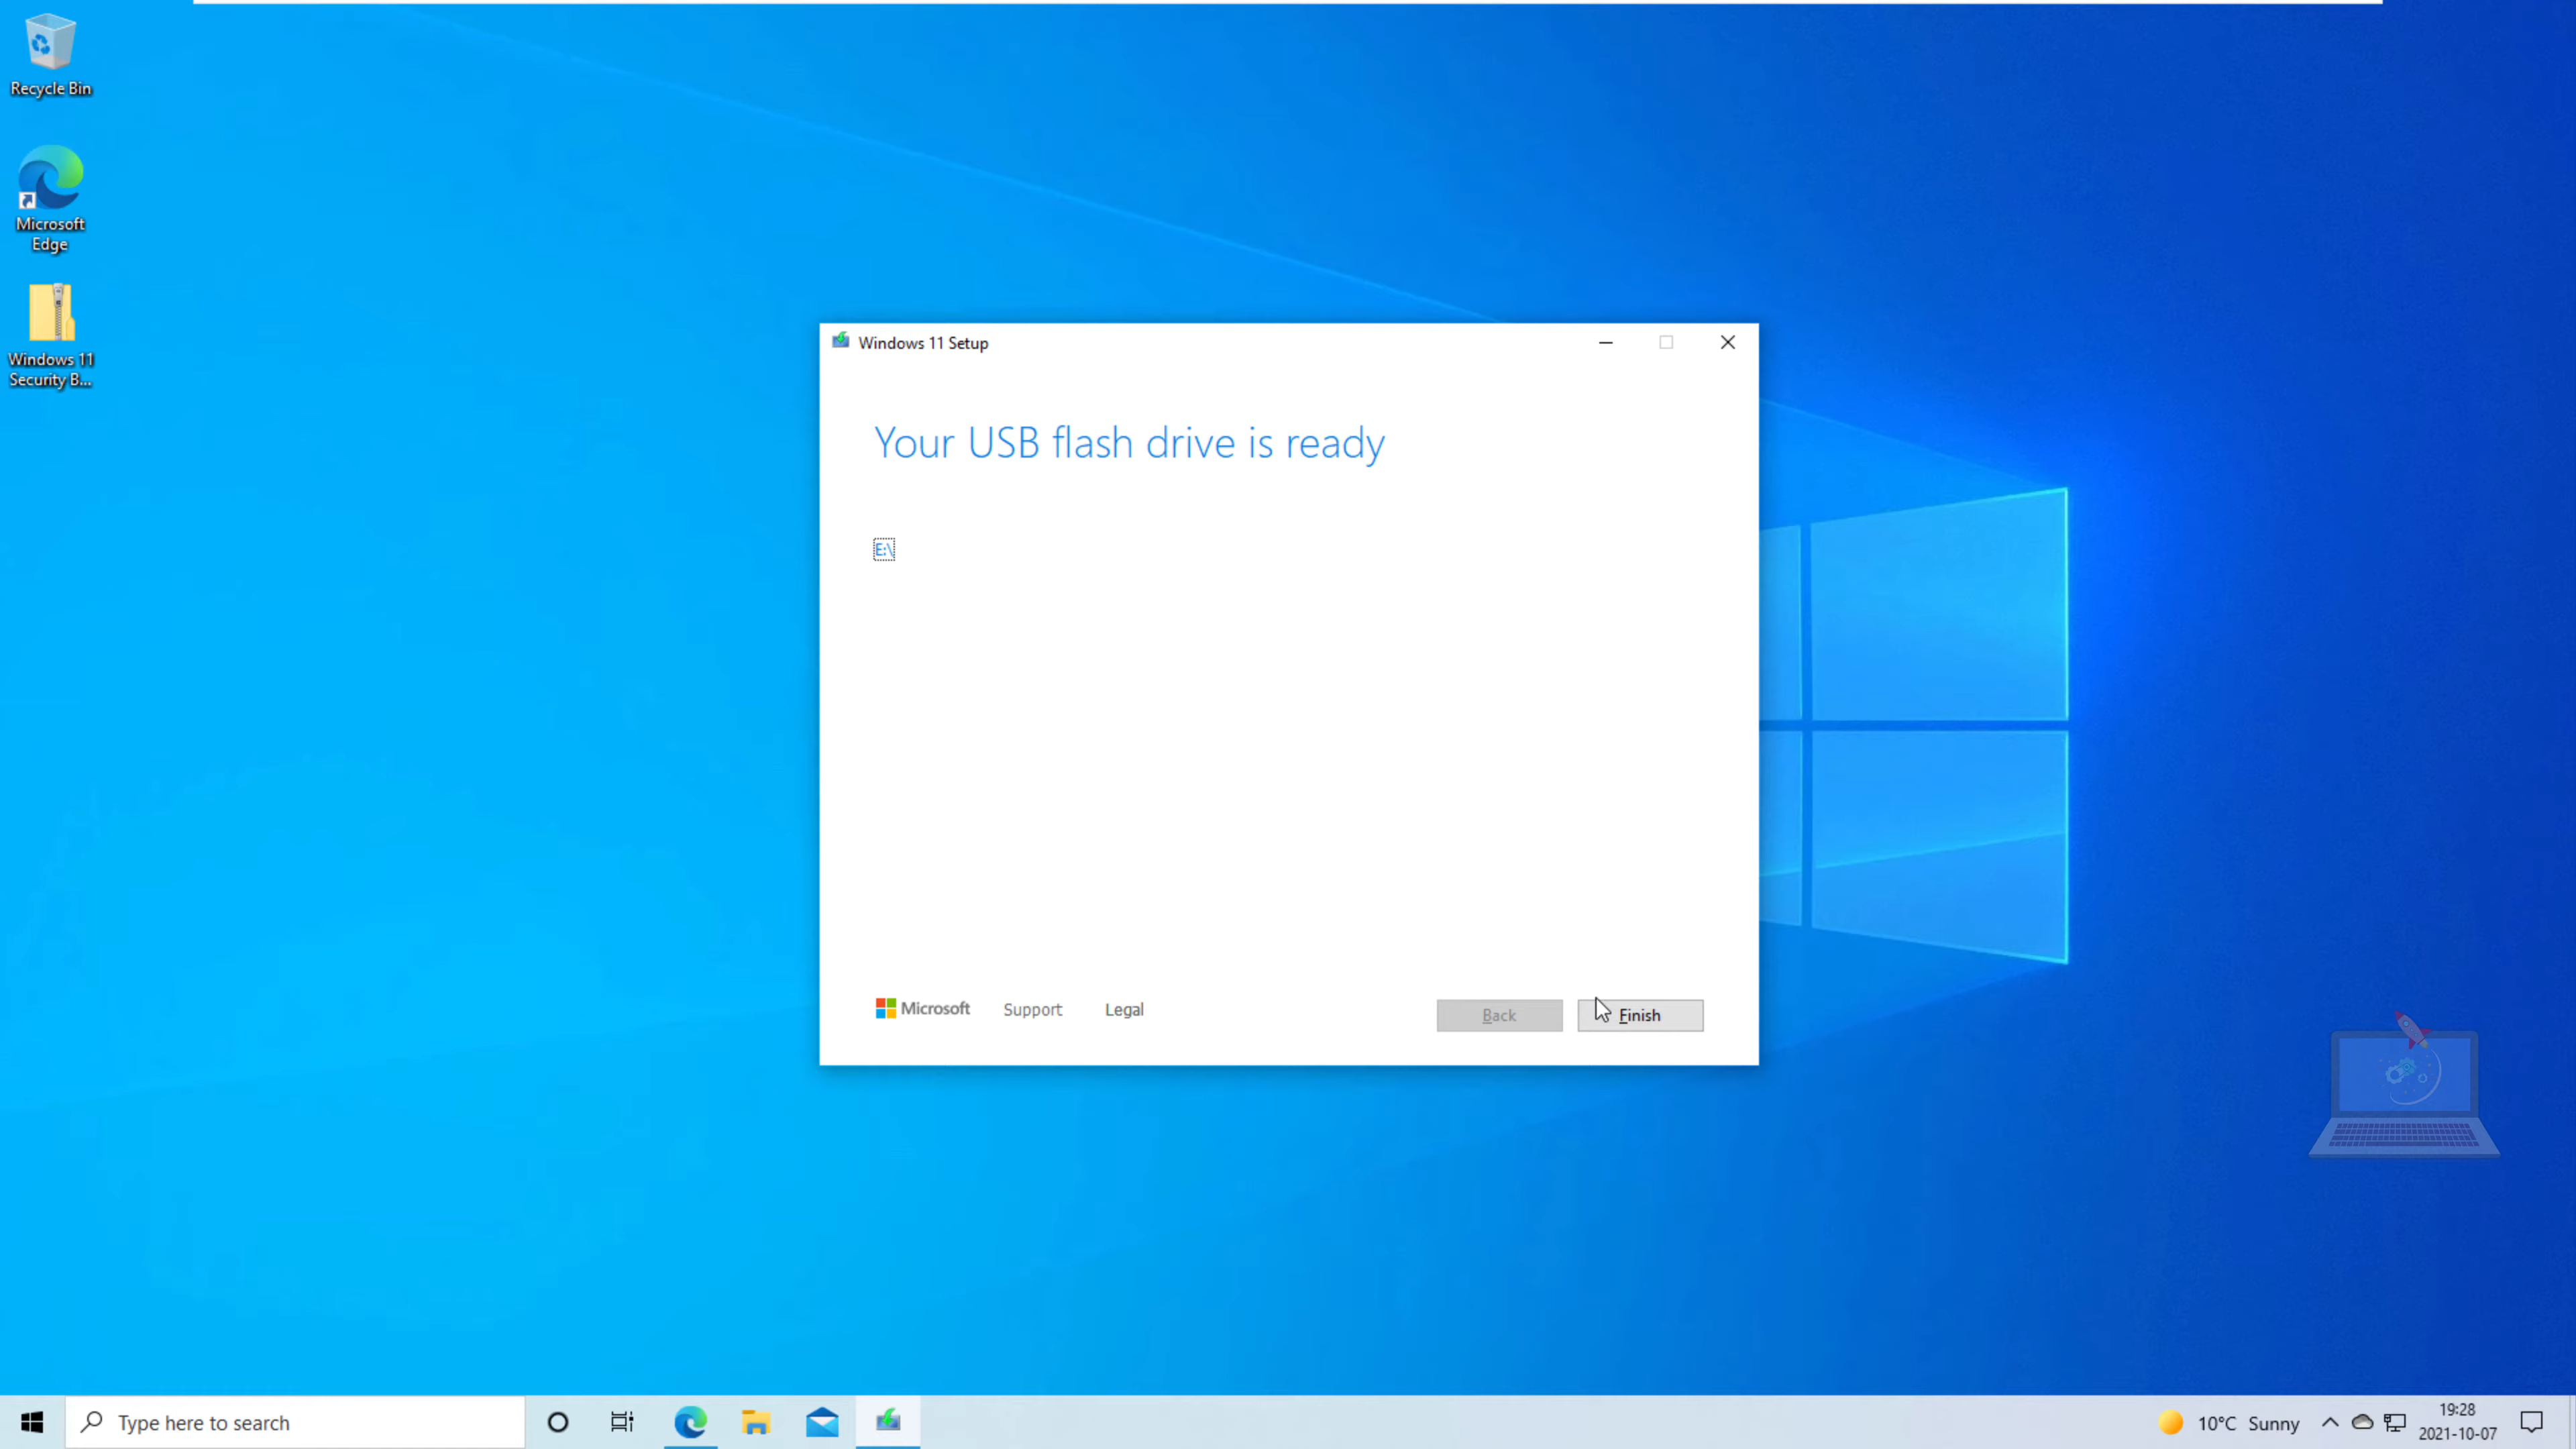 Recycle Bin
Microsoft
Edge
Windows 11
Security B...
Windows 11 Setup
Your USB flash drive is ready
E:\
Microsoft Support Legal
Back Finish
Type here to search
10°C Sunny
19:28
2021-10-07